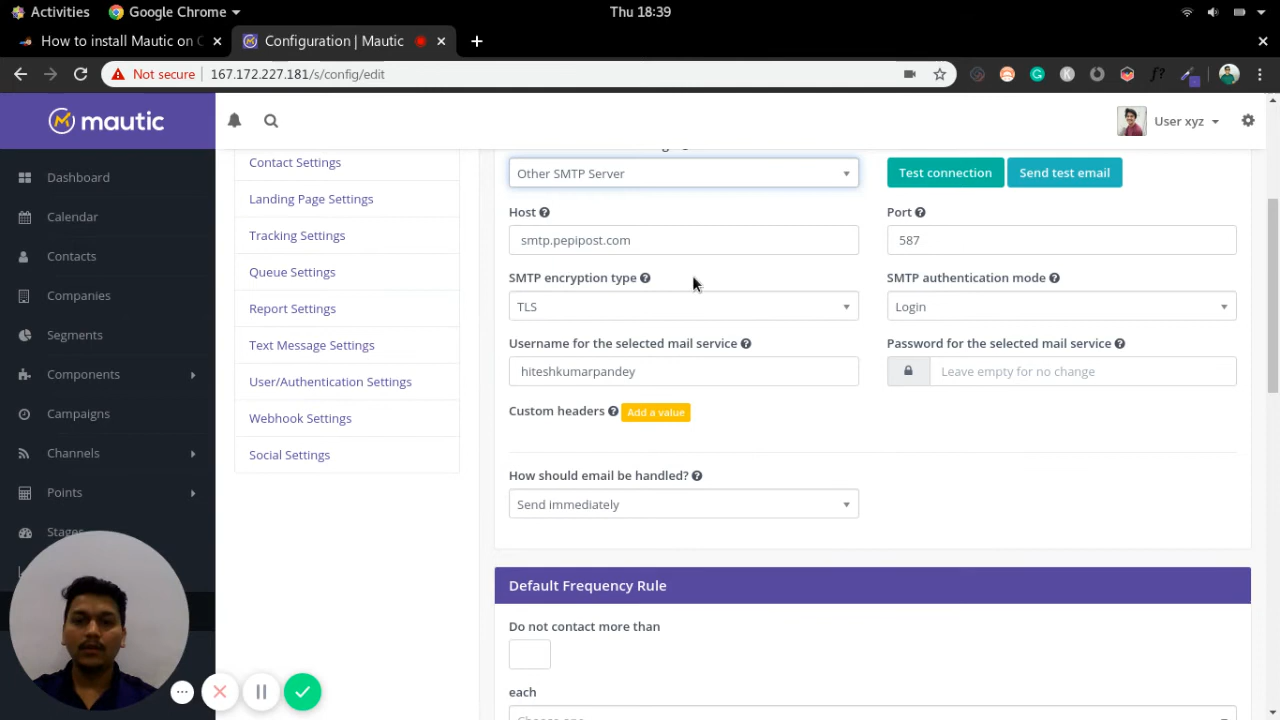 Activities
Google Chrome
Thu 18:39
How to install Mautic on C
Configuration | Mautic
Not secure
167.172.227.181/s/config/edit
mautic
User xyz
Dashboard
Calendar
Contacts
Companies
Segments
Components
Campaigns
Channels
Points
Stages
Contact Settings
Landing Page Settings
Tracking Settings
Queue Settings
Report Settings
Text Message Settings
User/Authentication Settings
Webhook Settings
Social Settings
Other SMTP Server
Test connection
Send test email
Host
Port
smtp.pepipost.com
587
SMTP encryption type
SMTP authentication mode
TLS
Login
Username for the selected mail service
Password for the selected mail service
hiteshkumarpandey
Leave empty for no change
Custom headers
Add a value
How should email be handled?
Send immediately
Default Frequency Rule
Do not contact more than
each